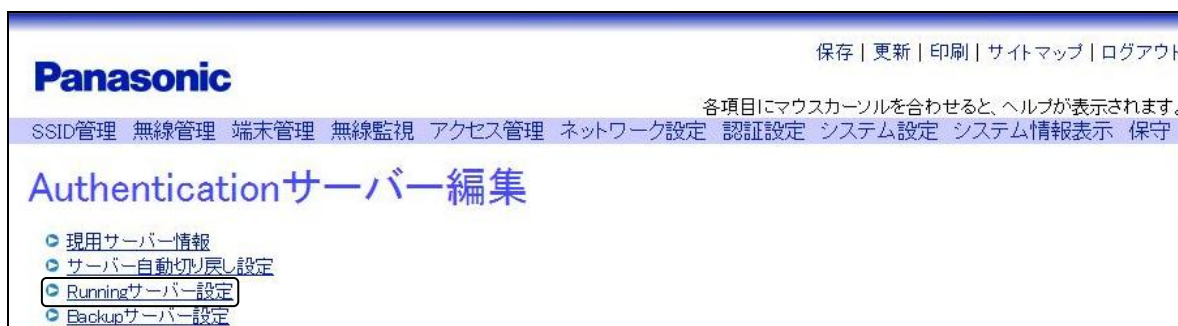 保存 | 更新 | 印刷 | サイトマップ | ログアウト
Panasonic
各項目にマウスカーソルを合わせると、ヘルプが表示されます。
SSID管理 無線管理 端末管理 無線監視 アクセス管理 ネットワーク設定 認証設定 システム設定 システム情報表示 保守
Authenticationサーバー編集
現用サーバー情報
サーバー自動切り戻し設定
Runningサーバー設定
Backupサーバー設定